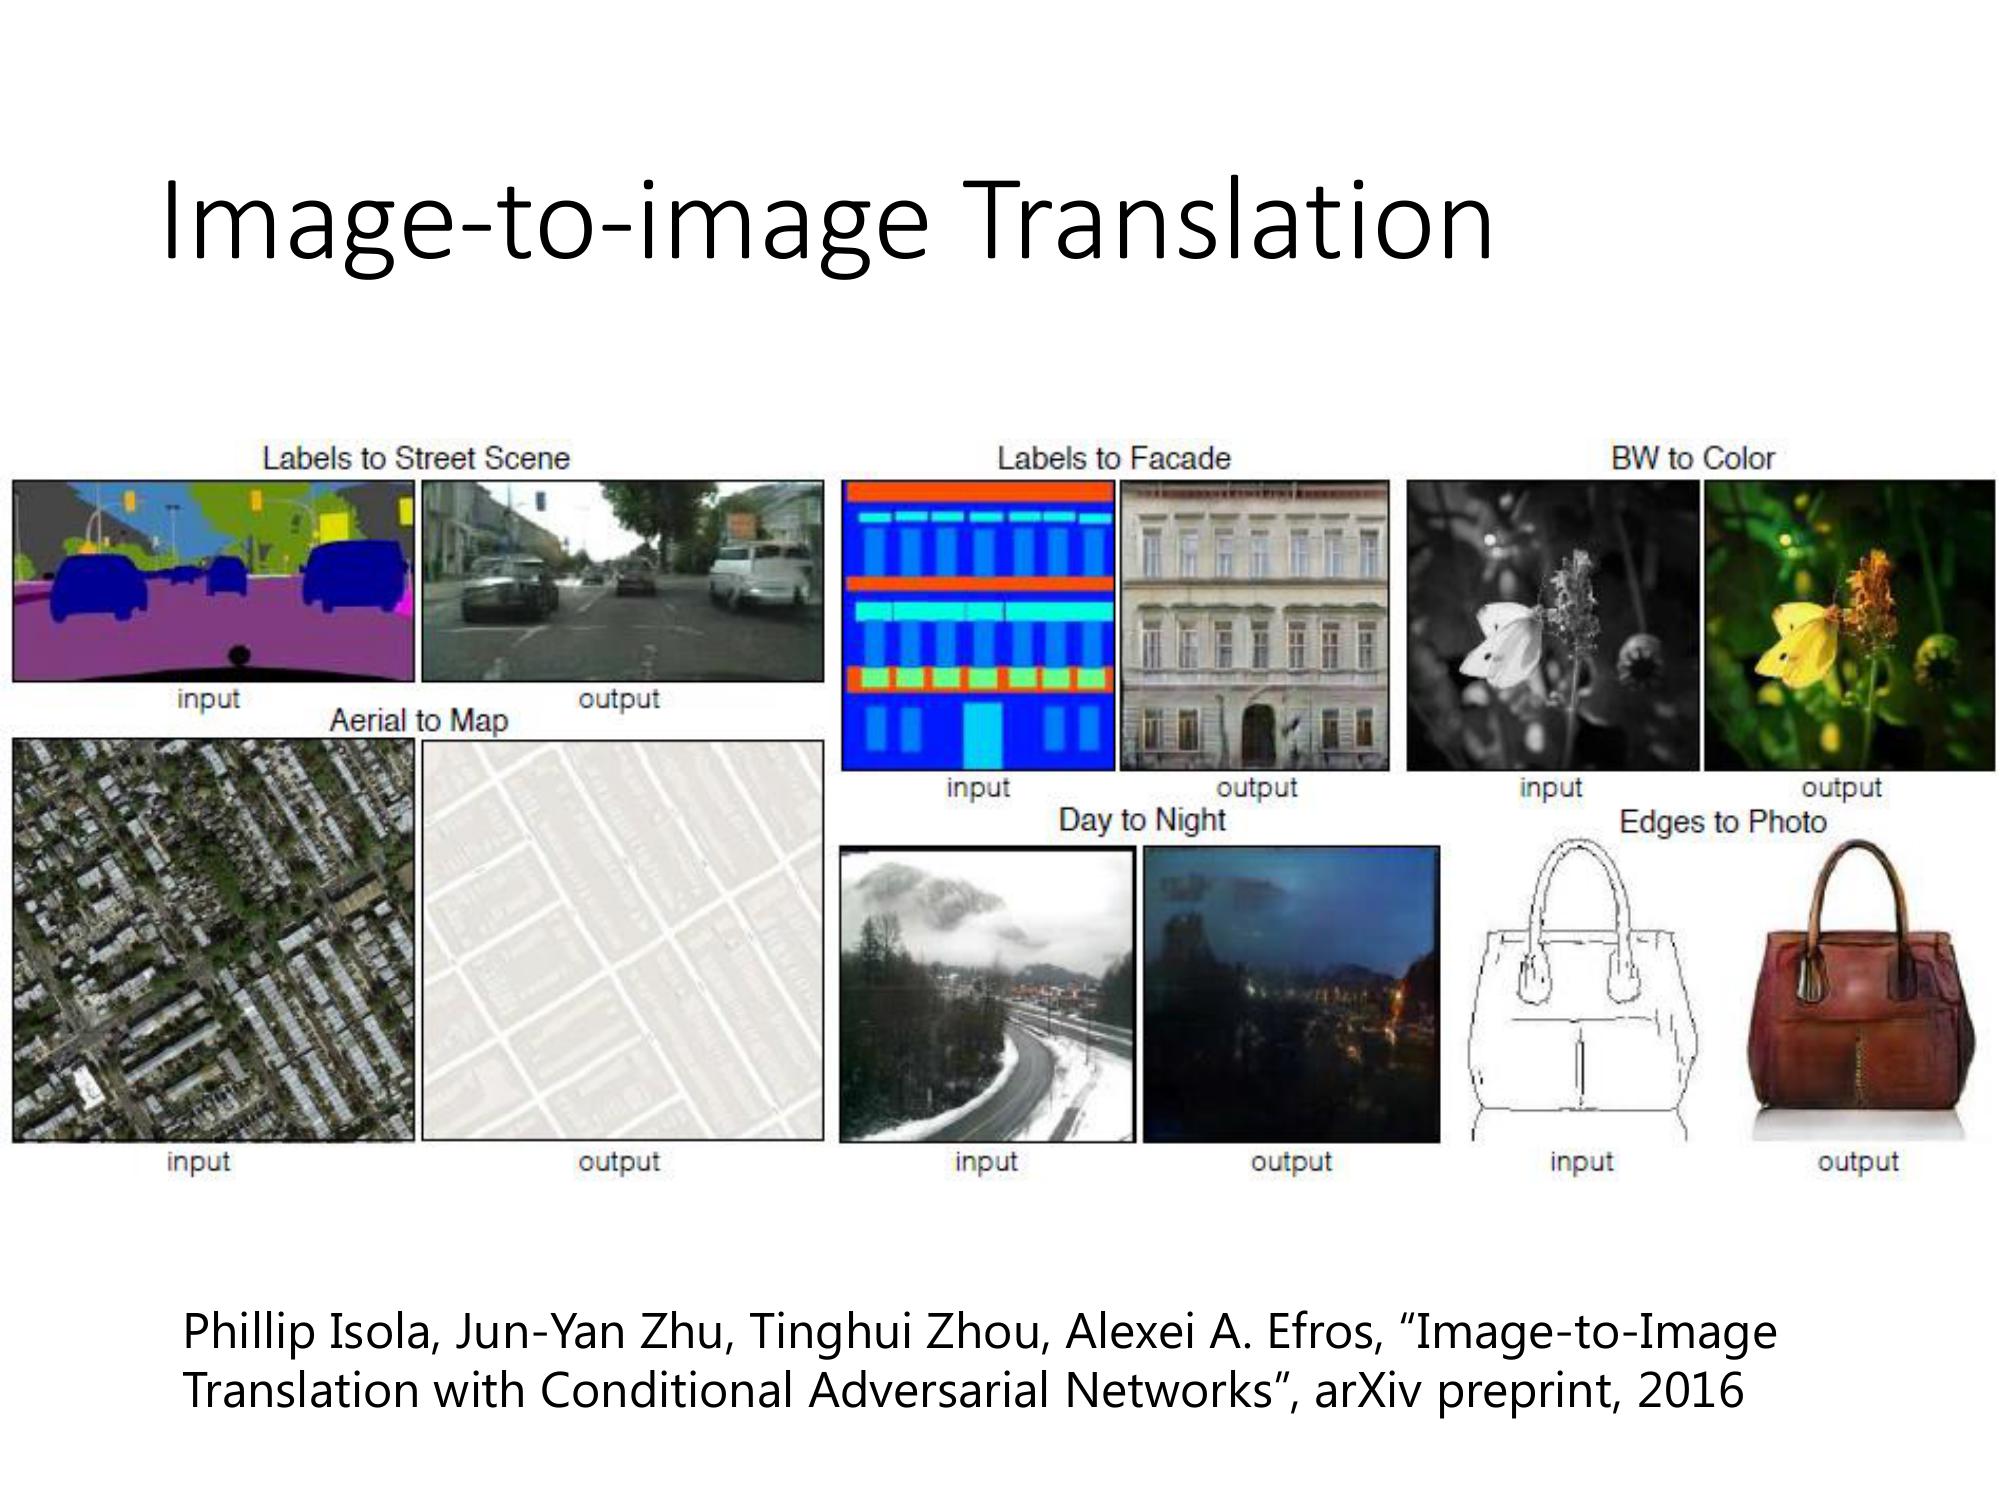 Image-to-image Translation
Labels to Street Scene
input
output
Aerial to Map
input
output
Labels to Facade
input
output
Day to Night
input
output
BW to Color
input
output
Edges to Photo
input
output
Phillip Isola, Jun-Yan Zhu, Tinghui Zhou, Alexei A. Efros, “Image-to-Image
Translation with Conditional Adversarial Networks”, arXiv preprint, 2016